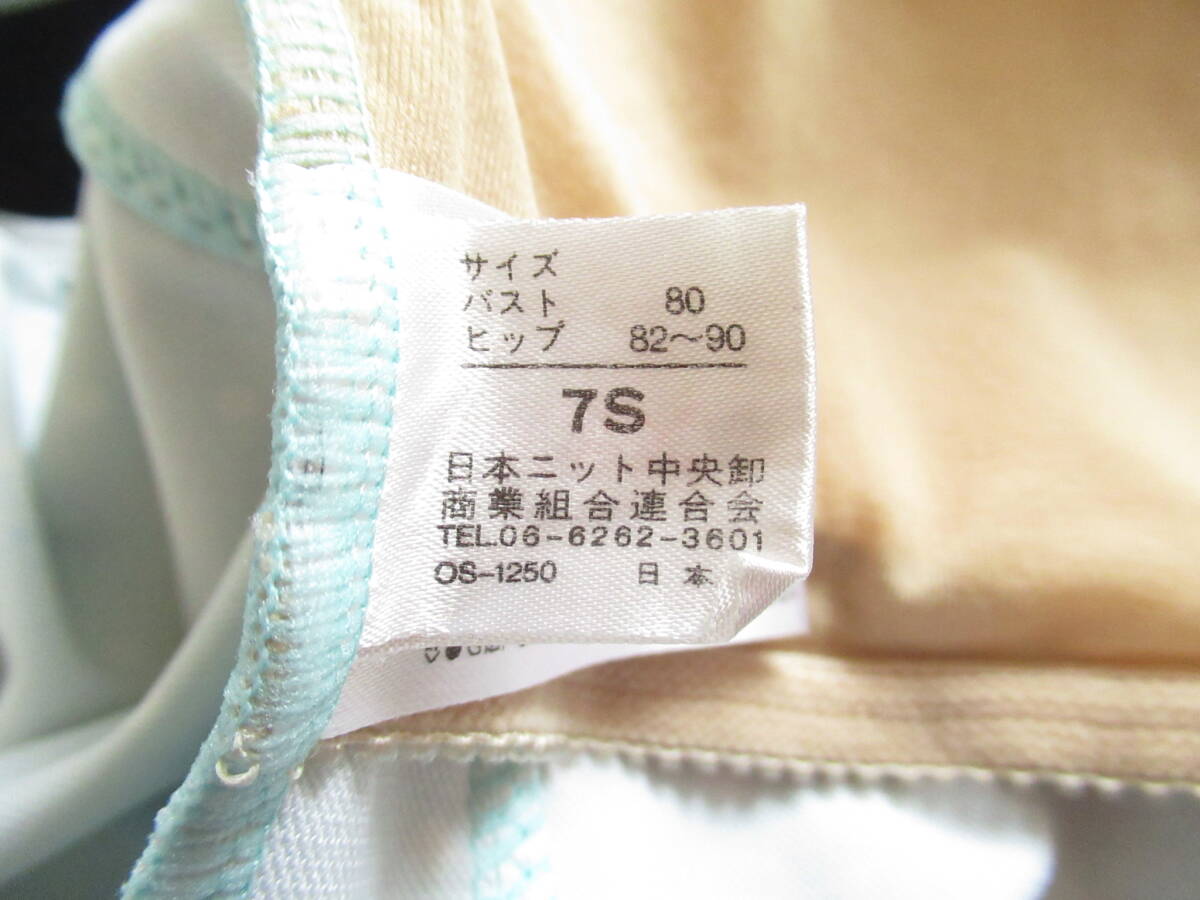 サイズ
バスト 80
ヒップ 82〜90
7S
日本ニット中央卸
商業組合連合会
TEL.06-6262-3601
OS-1250 日本